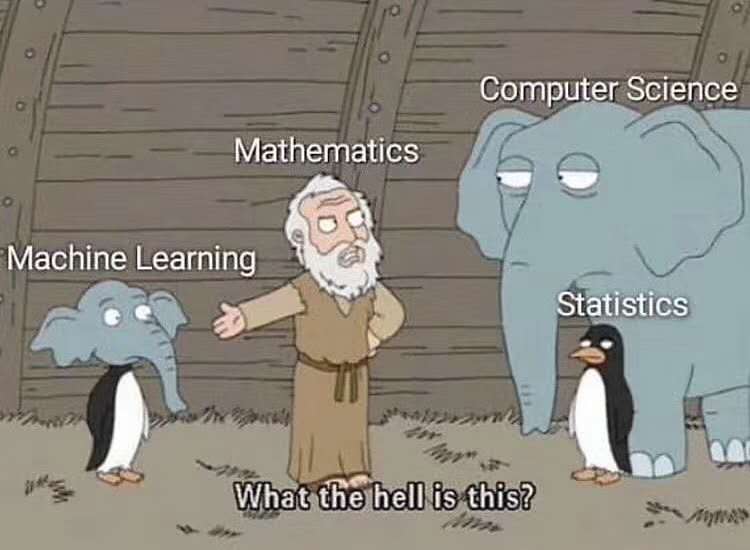 Computer Science
Mathematics
Machine Learning
Statistics
What the hell is this?